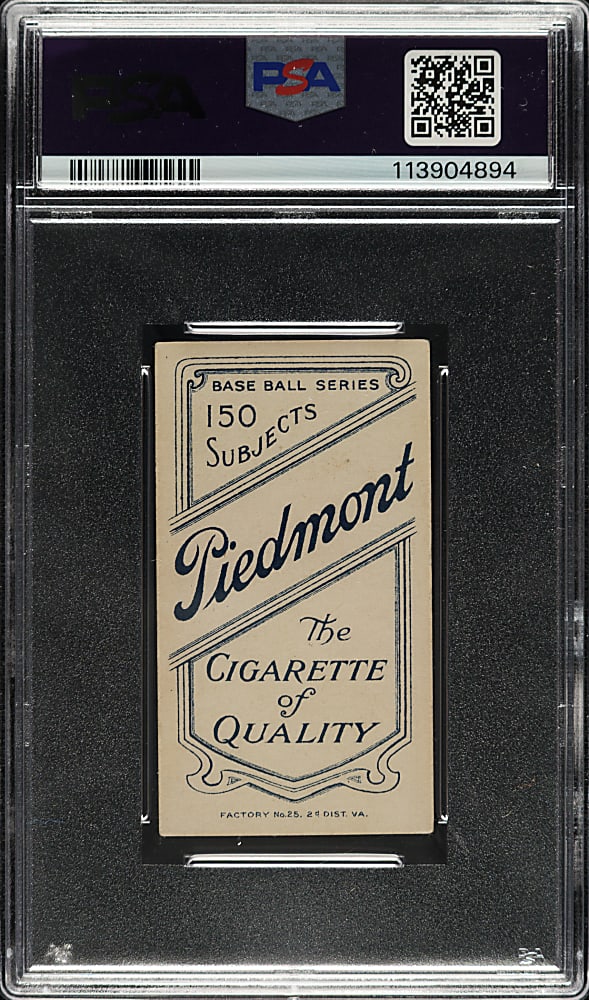 PSA
PSA
113904894
BASE BALL SERIES
150
SUBJECTS
Piedmont
The
CIGARETTE
of
QUALITY
FACTORY No.25, 2d DIST. VA.